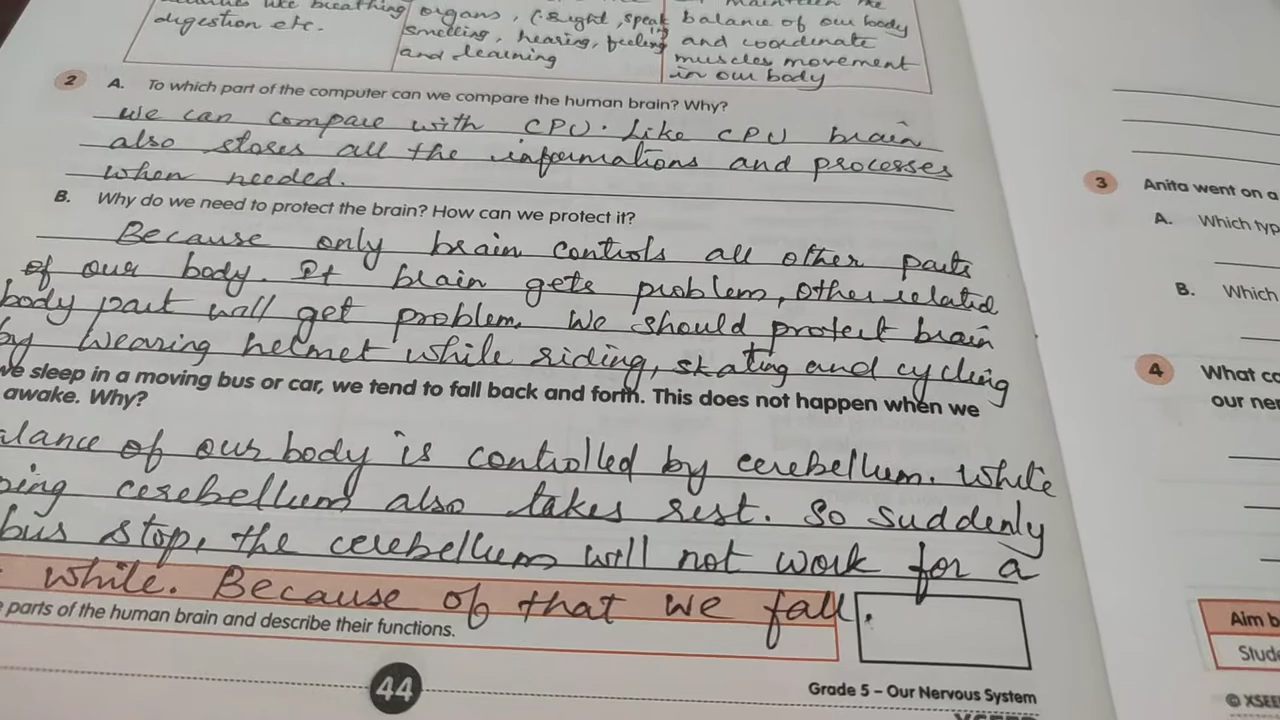 like breathing
digestion etc.
organs, (sight, speaking
smelling, hearing, feeling
and learning
maintain the
balance of our body
and coordinate
muscles movement
in our body
2 A. To which part of the computer can we compare the human brain? Why?
We can compare with CPU. Like CPU brain
also stores all the informations and processes
when needed.
B. Why do we need to protect the brain? How can we protect it?
Because only brain controls all other parts
of our body. If brain gets problem, other related
body part will get problem. We should protect brain
by wearing helmet while riding, skating and cycling
we sleep in a moving bus or car, we tend to fall back and forth. This does not happen when we
awake. Why?
alance of our body is controlled by cerebellum. While
ping cerebellum also takes rest. So suddenly
bus stop, the cerebellum will not work for a
while. Because of that we fall.
parts of the human brain and describe their functions.
44
Grade 5 – Our Nervous System
3 Anita went on a
A. Which typ
B. Which
4 What ca
our ner
Aim b
Stude
© XSEE